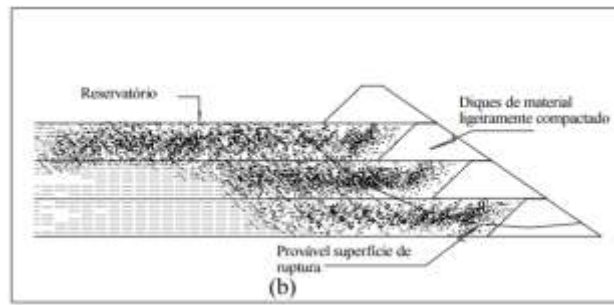 Reservatório
Diques de material
ligeiramente compactado
Provável superfície de
ruptura
(b)